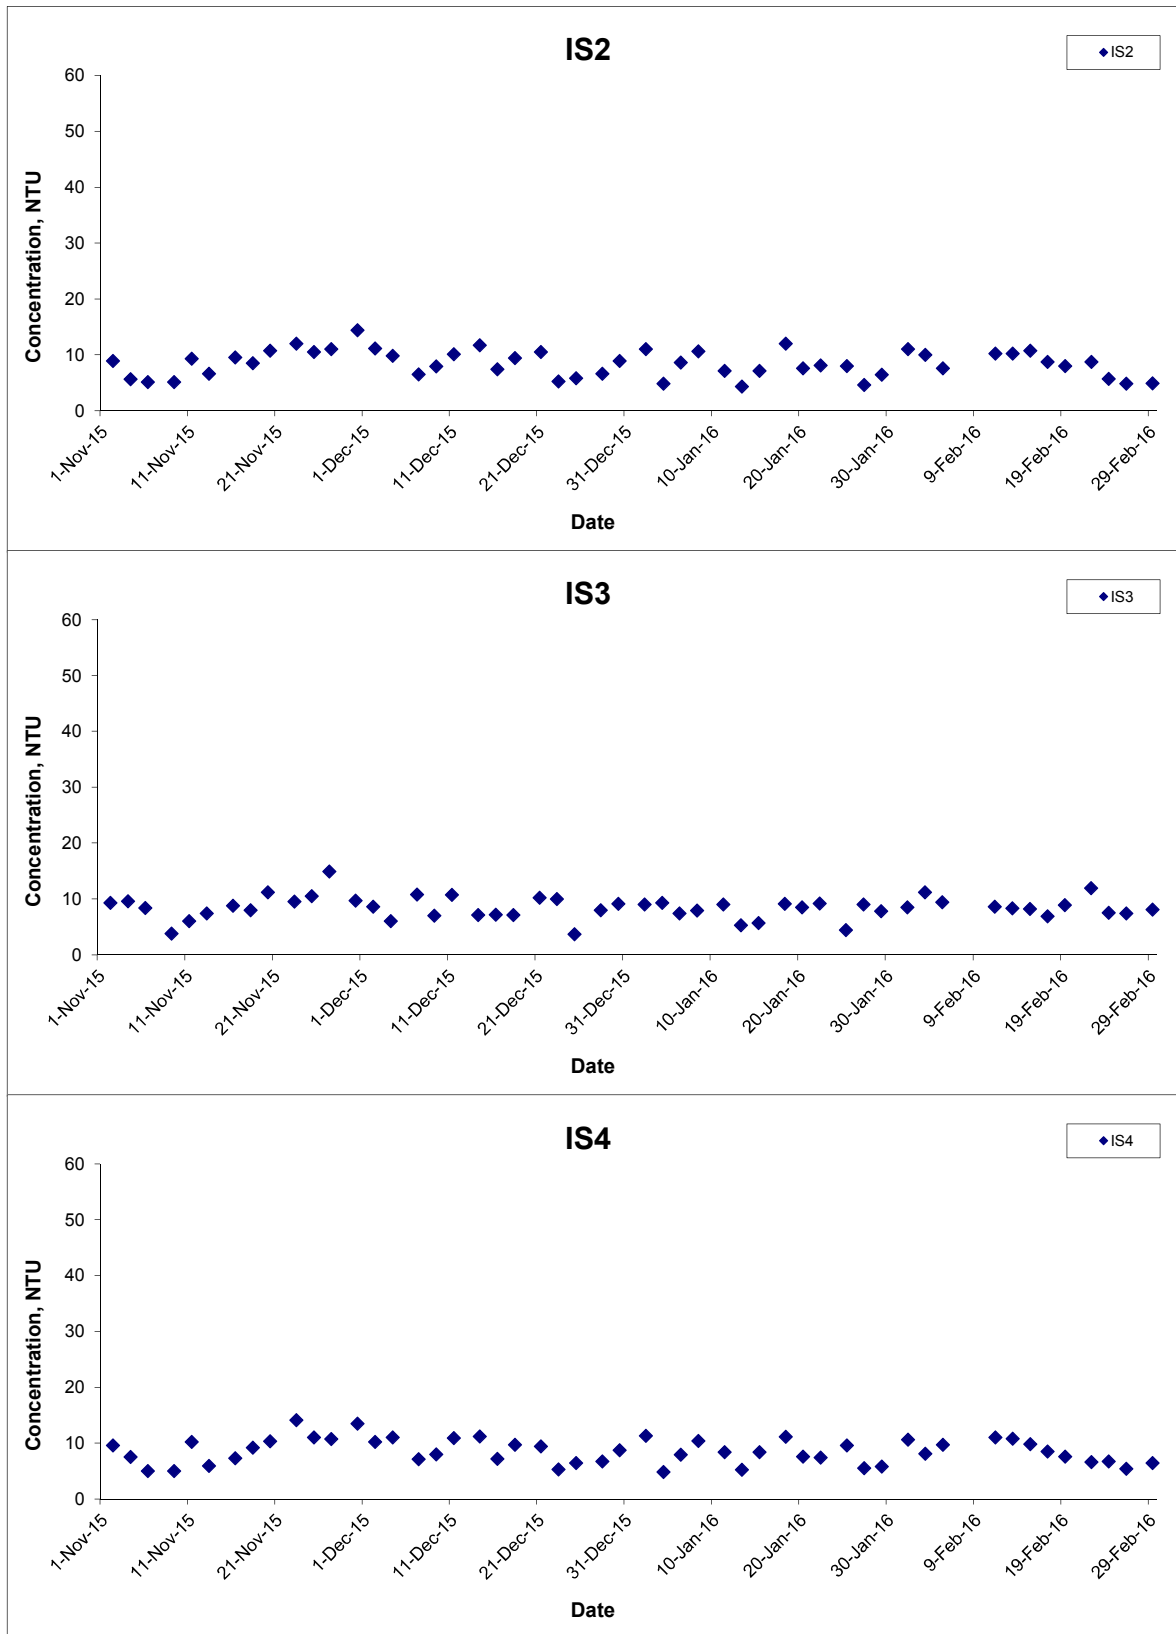 IS2
IS2
60
50
40
30
20
10
0
Concentration, NTU
1-Nov-15
11-Nov-15
21-Nov-15
1-Dec-15
11-Dec-15
21-Dec-15
31-Dec-15
10-Jan-16
20-Jan-16
30-Jan-16
9-Feb-16
19-Feb-16
29-Feb-16
Date
IS3
IS3
60
50
40
30
20
10
0
Concentration, NTU
1-Nov-15
11-Nov-15
21-Nov-15
1-Dec-15
11-Dec-15
21-Dec-15
31-Dec-15
10-Jan-16
20-Jan-16
30-Jan-16
9-Feb-16
19-Feb-16
29-Feb-16
Date
IS4
IS4
60
50
40
30
20
10
0
Concentration, NTU
1-Nov-15
11-Nov-15
21-Nov-15
1-Dec-15
11-Dec-15
21-Dec-15
31-Dec-15
10-Jan-16
20-Jan-16
30-Jan-16
9-Feb-16
19-Feb-16
29-Feb-16
Date